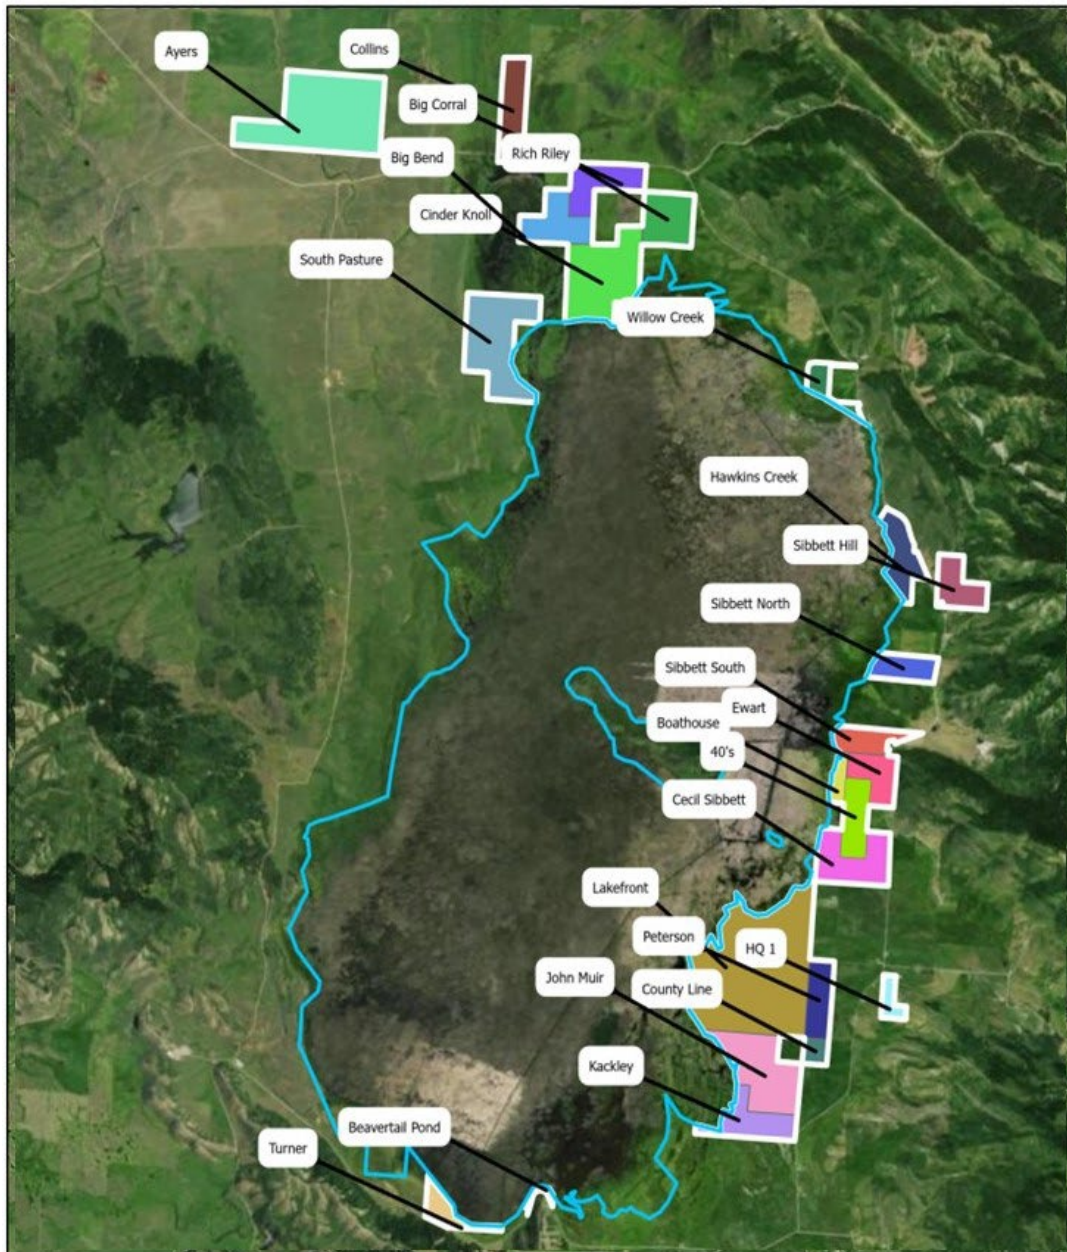 Ayers
Collins
Big Corral
Big Bend
Rich Riley
Cinder Knoll
South Pasture
Willow Creek
Hawkins Creek
Sibbett Hill
Sibbett North
Sibbett South
Ewart
Boathouse
40's
Cecil Sibbett
Lakefront
Peterson
HQ 1
John Muir
County Line
Kackley
Beavertail Pond
Turner